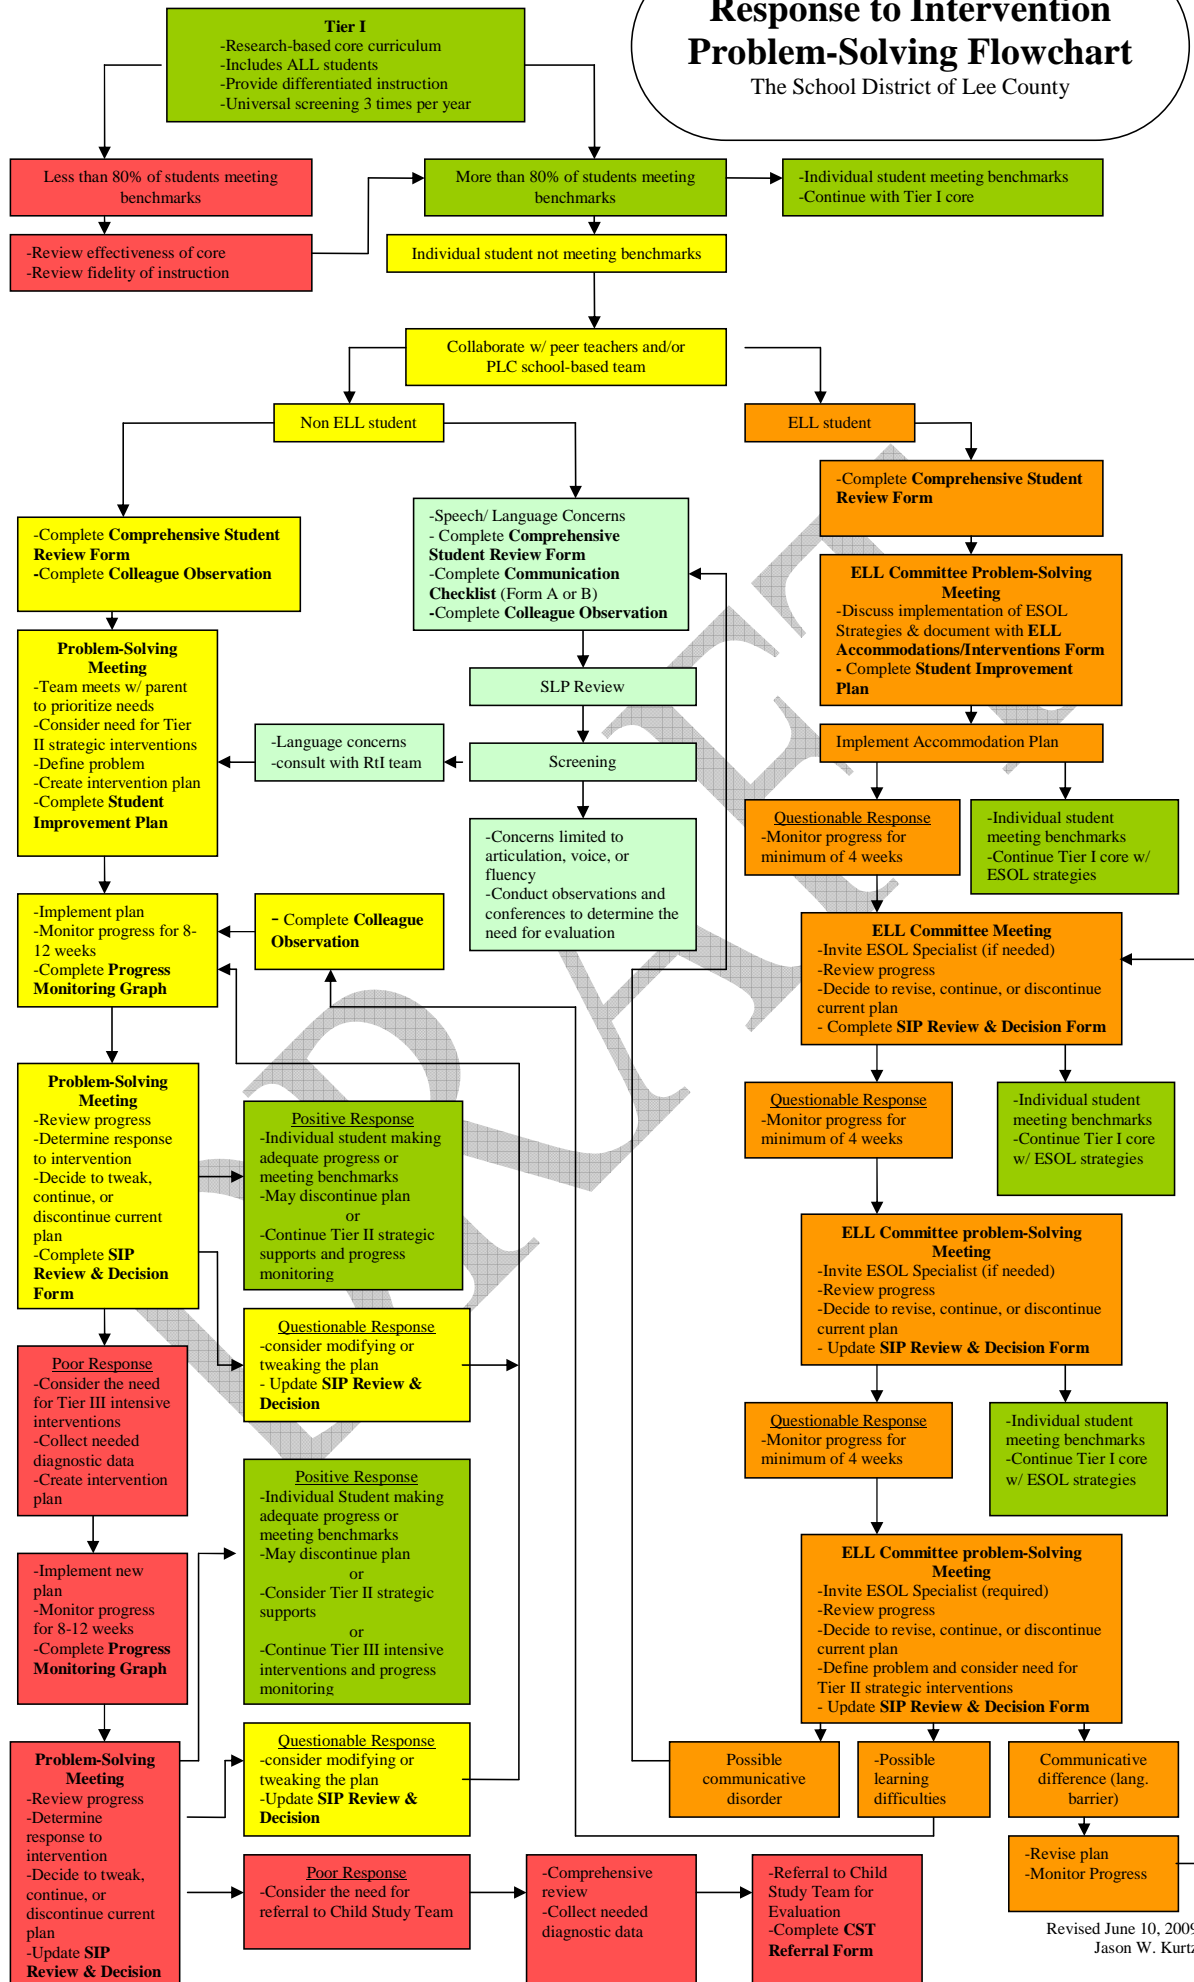 Response to Intervention
Problem-Solving Flowchart
The School District of Lee County
Tier I
-Research-based core curriculum
-Includes ALL students
-Provide differentiated instruction
-Universal screening 3 times per year
Less than 80% of students meeting
benchmarks
More than 80% of students meeting
benchmarks
-Individual student meeting benchmarks
-Continue with Tier I core
-Review effectiveness of core
-Review fidelity of instruction
Individual student not meeting benchmarks
Collaborate w/ peer teachers and/or
PLC school-based team
Non ELL student
ELL student
-Complete Comprehensive Student
Review Form
-Complete Colleague Observation
-Speech/ Language Concerns
- Complete Comprehensive
Student Review Form
-Complete Communication
Checklist (Form A or B)
-Complete Colleague Observation
-Complete Comprehensive Student
Review Form
ELL Committee Problem-Solving
Meeting
-Discuss implementation of ESOL
Strategies & document with ELL
Accommodations/Interventions Form
- Complete Student Improvement
Plan
Problem-Solving
Meeting
-Team meets w/ parent
to prioritize needs
-Consider need for Tier
II strategic interventions
-Define problem
-Create intervention plan
-Complete Student
Improvement Plan
SLP Review
-Language concerns
-consult with RtI team
Screening
Implement Accommodation Plan
-Concerns limited to
articulation, voice, or
fluency
-Conduct observations and
conferences to determine the
need for evaluation
Questionable Response
-Monitor progress for
minimum of 4 weeks
-Individual student
meeting benchmarks
-Continue Tier I core w/
ESOL strategies
-Implement plan
-Monitor progress for 8-
12 weeks
-Complete Progress
Monitoring Graph
- Complete Colleague
Observation
ELL Committee Meeting
-Invite ESOL Specialist (if needed)
-Review progress
-Decide to revise, continue, or discontinue
current plan
- Complete SIP Review & Decision Form
Problem-Solving
Meeting
-Review progress
-Determine response
to intervention
-Decide to tweak,
continue, or
discontinue current
plan
-Complete SIP
Review & Decision
Form
Positive Response
-Individual student making
adequate progress or
meeting benchmarks
-May discontinue plan
or
-Continue Tier II strategic
supports and progress
monitoring
Questionable Response
-Monitor progress for
minimum of 4 weeks
-Individual student
meeting benchmarks
-Continue Tier I core
w/ ESOL strategies
ELL Committee problem-Solving
Meeting
-Invite ESOL Specialist (if needed)
-Review progress
-Decide to revise, continue, or discontinue
current plan
- Update SIP Review & Decision Form
Questionable Response
-consider modifying or
tweaking the plan
- Update SIP Review &
Decision
Poor Response
-Consider the need
for Tier III intensive
interventions
-Collect needed
diagnostic data
-Create intervention
plan
Questionable Response
-Monitor progress for
minimum of 4 weeks
-Individual student
meeting benchmarks
-Continue Tier I core
w/ ESOL strategies
Positive Response
-Individual Student making
adequate progress or
meeting benchmarks
-May discontinue plan
or
-Consider Tier II strategic
supports
or
-Continue Tier III intensive
interventions and progress
monitoring
-Implement new
plan
-Monitor progress
for 8-12 weeks
-Complete Progress
Monitoring Graph
ELL Committee problem-Solving
Meeting
-Invite ESOL Specialist (required)
-Review progress
-Decide to revise, continue, or discontinue
current plan
-Define problem and consider need for
Tier II strategic interventions
- Update SIP Review & Decision Form
Problem-Solving
Meeting
-Review progress
-Determine
response to
intervention
-Decide to tweak,
continue, or
discontinue current
plan
-Update SIP
Review & Decision
Questionable Response
-consider modifying or
tweaking the plan
-Update SIP Review &
Decision
Possible
communicative
disorder
-Possible
learning
difficulties
Communicative
difference (lang.
barrier)
-Revise plan
-Monitor Progress
Poor Response
-Consider the need for
referral to Child Study Team
-Comprehensive
review
-Collect needed
diagnostic data
-Referral to Child
Study Team for
Evaluation
-Complete CST
Referral Form
Revised June 10, 2009
Jason W. Kurtz
DRAFT